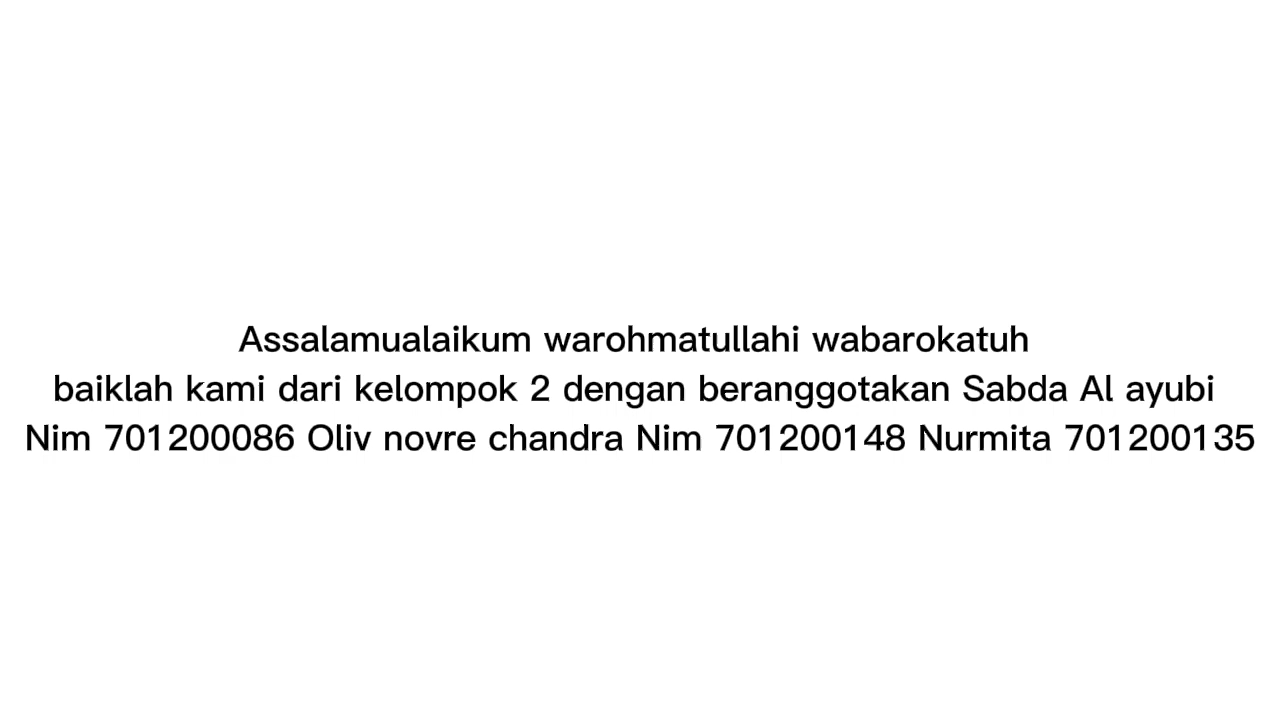 Assalamualaikum warohmatullahi wabarokatuh
baiklah kami dari kelompok 2 dengan beranggotakan Sabda Al ayubi
Nim 701200086 Oliv novre chandra Nim 701200148 Nurmita 701200135